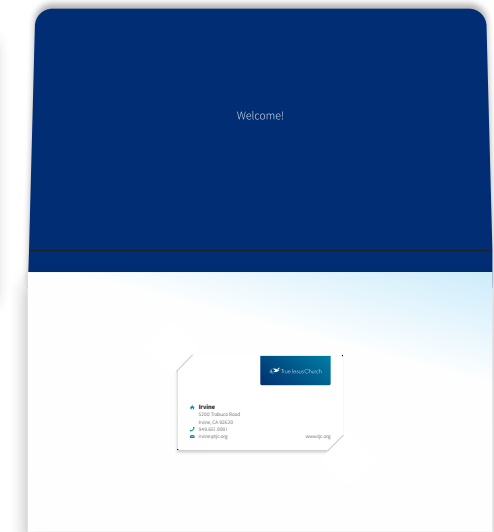 Welcome!
True Jesus Church
Irvine
5200 Trabuco Road
Irvine, CA 92620
949.651.8891
irvine@tjc.org
www.tjc.org